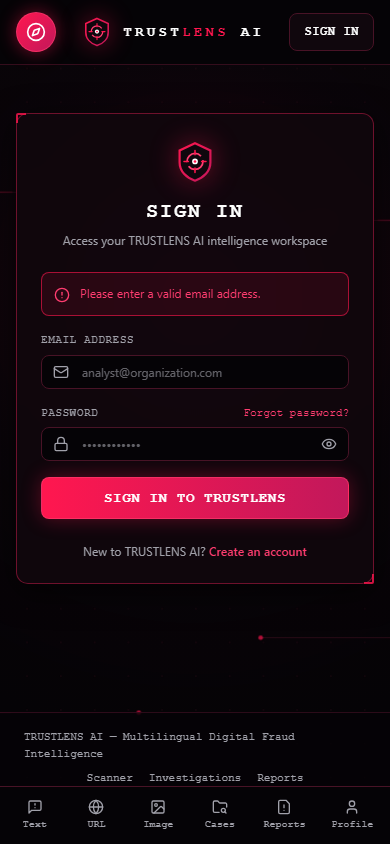 TRUSTLENS AI
SIGN IN
SIGN IN
Access your TRUSTLENS AI intelligence workspace
Please enter a valid email address.
EMAIL ADDRESS
analyst@organization.com
PASSWORD
Forgot password?
••••••••••••
SIGN IN TO TRUSTLENS
New to TRUSTLENS AI? Create an account
TRUSTLENS AI — Multilingual Digital Fraud
Intelligence
Scanner Investigations Reports
Text URL Image Cases Reports Profile